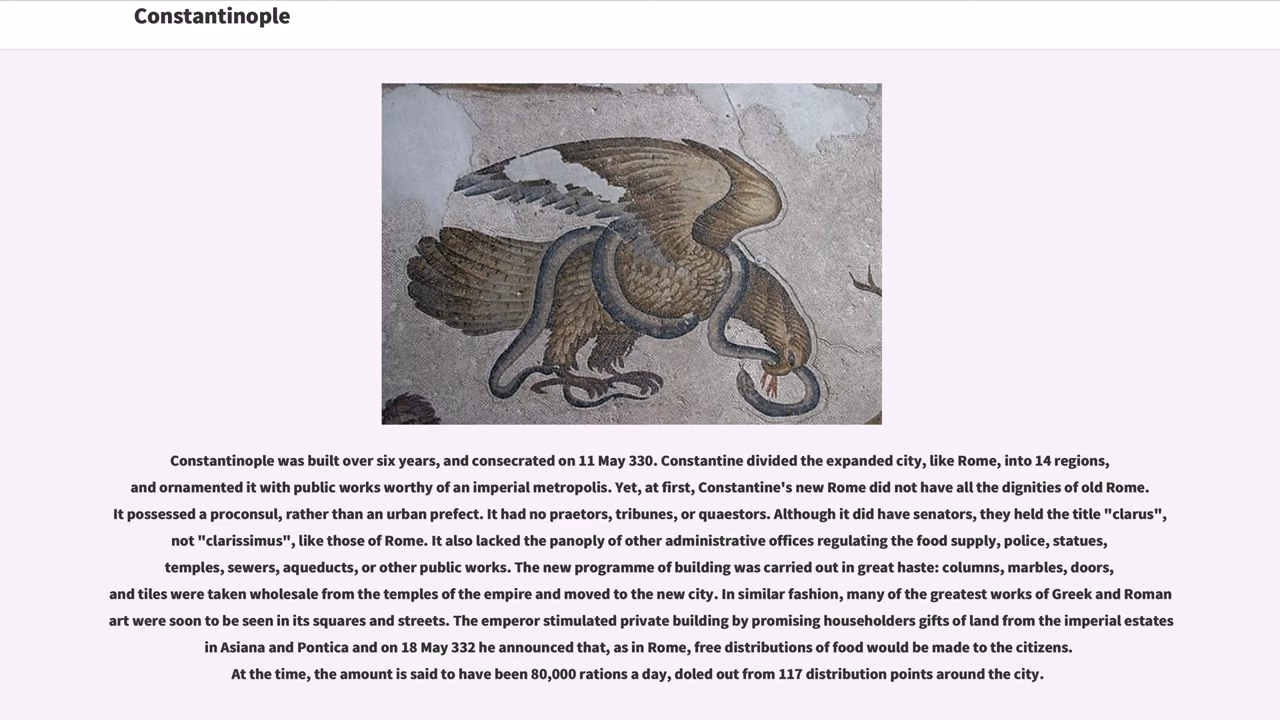 Constantinople
Constantinople was built over six years, and consecrated on 11 May 330. Constantine divided the expanded city, like Rome, into 14 regions,
and ornamented it with public works worthy of an imperial metropolis. Yet, at first, Constantine's new Rome did not have all the dignities of old Rome.
It possessed a proconsul, rather than an urban prefect. It had no praetors, tribunes, or quaestors. Although it did have senators, they held the title "clarus",
not "clarissimus", like those of Rome. It also lacked the panoply of other administrative offices regulating the food supply, police, statues,
temples, sewers, aqueducts, or other public works. The new programme of building was carried out in great haste: columns, marbles, doors,
and tiles were taken wholesale from the temples of the empire and moved to the new city. In similar fashion, many of the greatest works of Greek and Roman
art were soon to be seen in its squares and streets. The emperor stimulated private building by promising householders gifts of land from the imperial estates
in Asiana and Pontica and on 18 May 332 he announced that, as in Rome, free distributions of food would be made to the citizens.
At the time, the amount is said to have been 80,000 rations a day, doled out from 117 distribution points around the city.